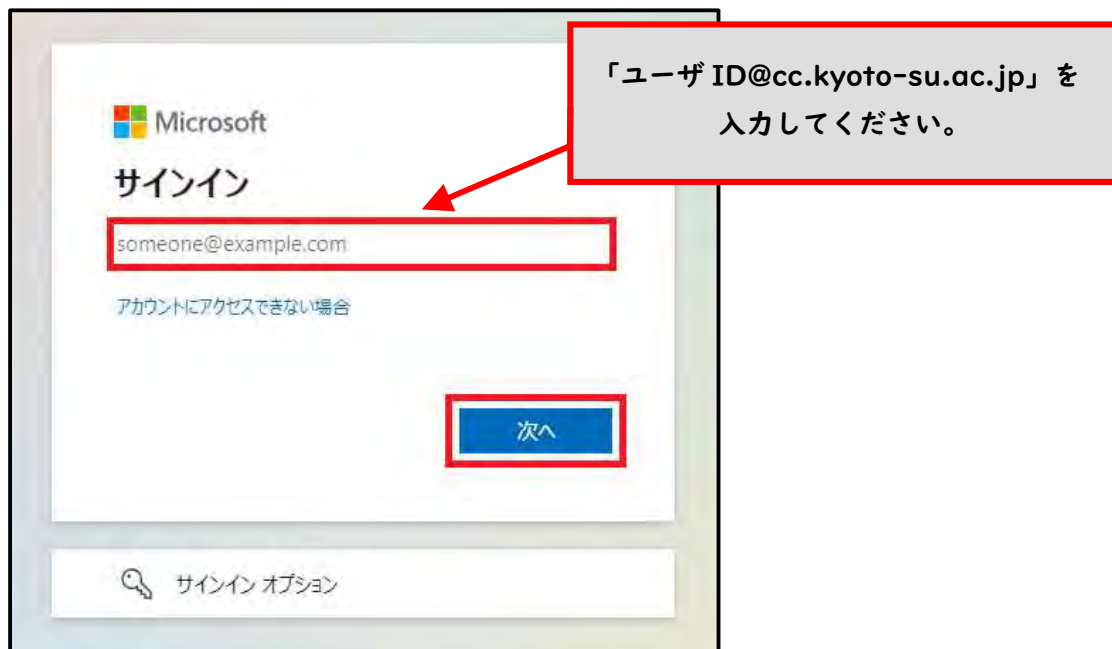 「ユーザ ID@cc.kyoto-su.ac.jp」を
入力してください。
Microsoft
サインイン
someone@example.com
アカウントにアクセスできない場合
次へ
サインイン オプション